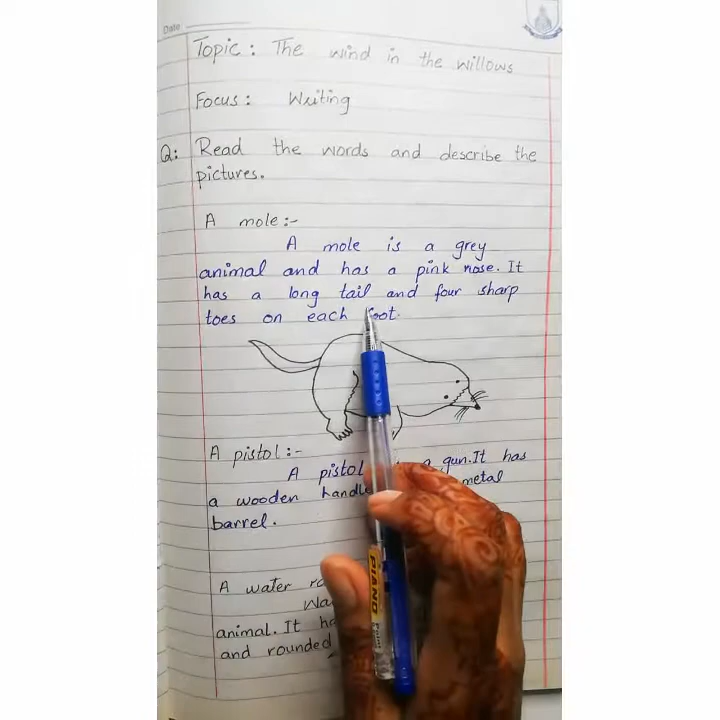 Date
Topic: The wind in the willows
Focus: Writing
Q: Read the words and describe the
pictures.
A mole:-
A mole is a grey
animal and has a pink nose. It
has a long tail and four sharp
toes on each foot.
A pistol:-
A pistol a gun. It has
a wooden handle metal
barrel.
A water
animal. It
and rounded
PIANO